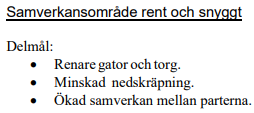 Samverkansområde rent och snyggt
Delmål:
• Renare gator och torg.
• Minskad nedskräpning.
• Ökad samverkan mellan parterna.